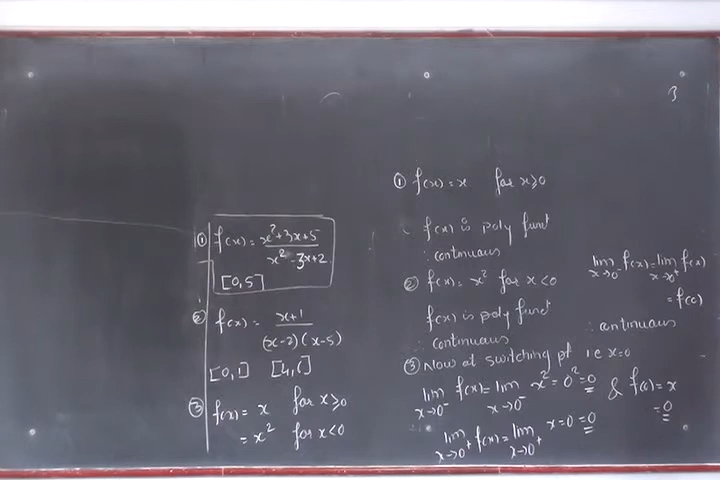 3
① f(x) = x²+3x+5 / x²-3x+2
[0,5]
② f(x) = x+1 / (x-2)(x-5)
[0,1] [4,6]
③ f(x) = x for x≥0
= x² for x<0
① f(x) = x for x≥0
f(x) is poly funct
∴ continuous
② f(x) = x² for x<0
f(x) is poly funct
∴ continuous
③ Now at switching pt i.e x=0
lim x→0⁻ f(x) = lim x→0⁻ x² = 0² = 0 & f(0) = x
= 0
lim x→0⁺ f(x) = lim x→0⁺ x = 0 = 0
lim x→0⁻ f(x) = lim x→0⁺ f(x)
= f(0)
∴ continuous